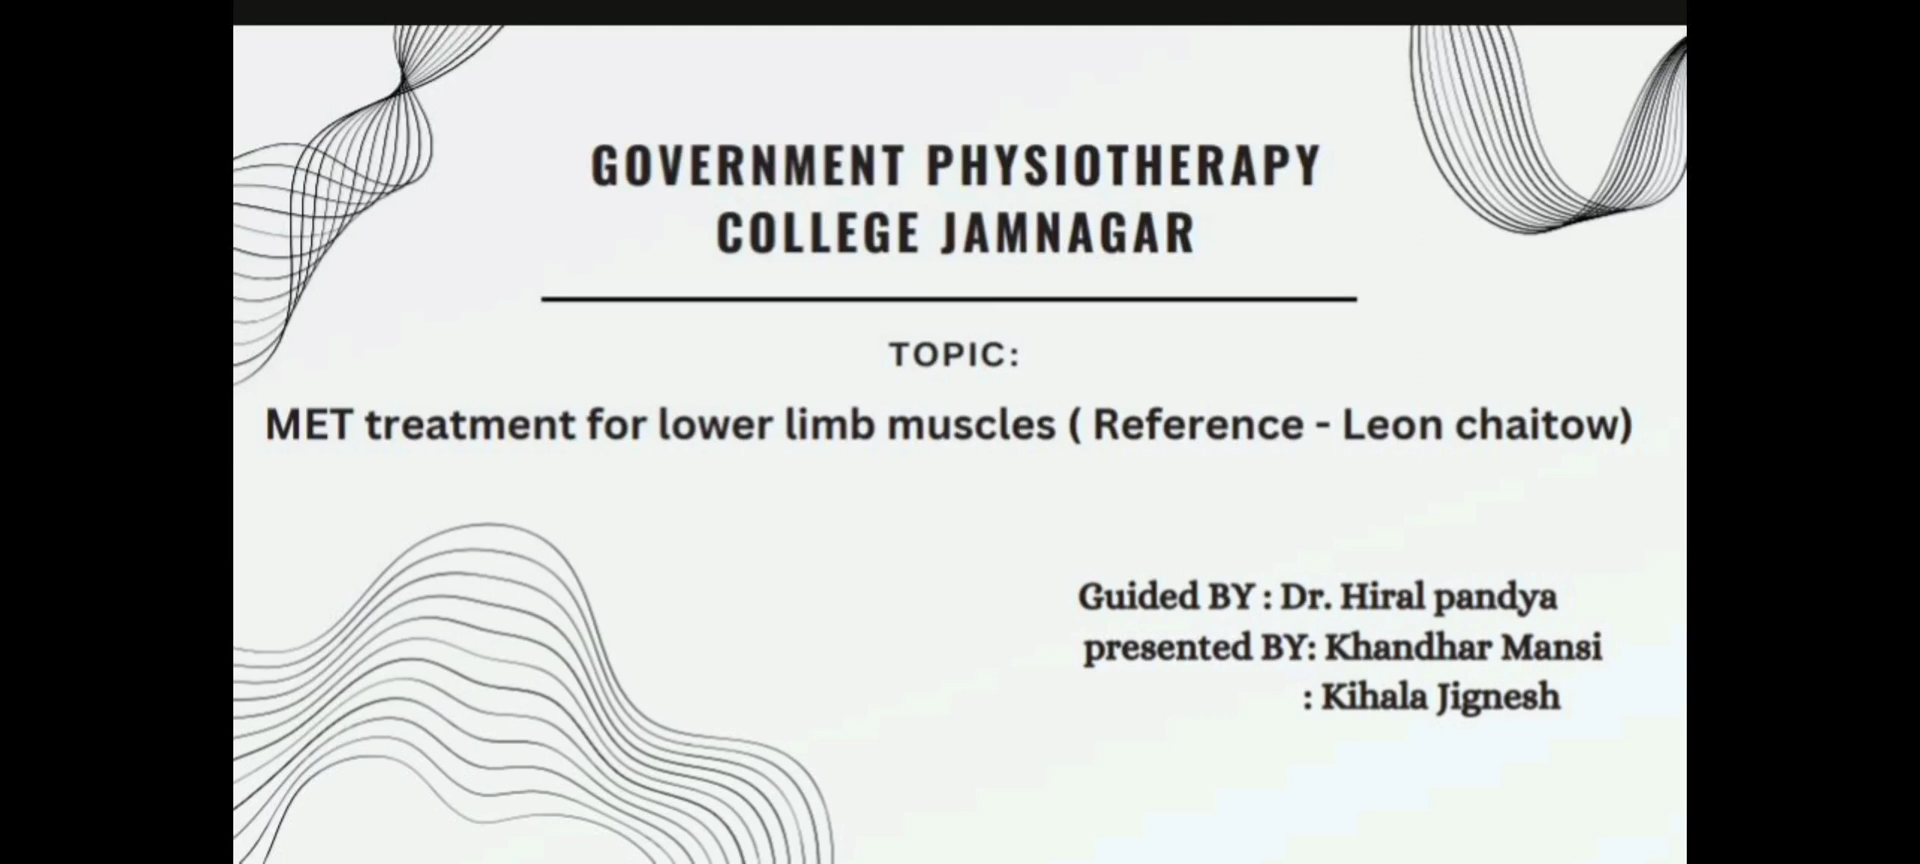 GOVERNMENT PHYSIOTHERAPY
COLLEGE JAMNAGAR
TOPIC:
MET treatment for lower limb muscles ( Reference - Leon chaitow)
Guided BY : Dr. Hiral pandya
presented BY: Khandhar Mansi
: Kihala Jignesh